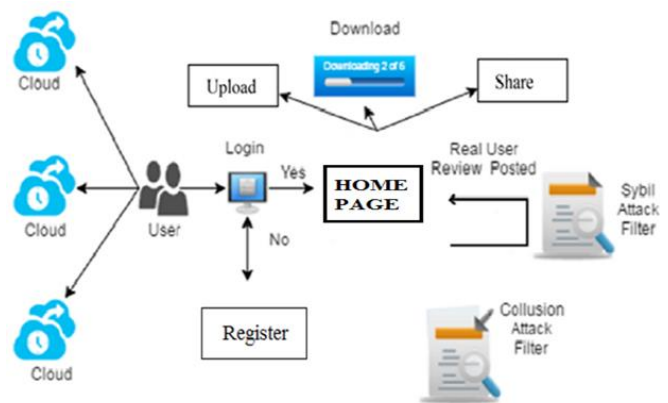 Download
Cloud
Downloading 2 of 6
Upload
Share
Login
Real User
Review Posted
Yes
HOME
PAGE
Sybil
Attack
Filter
Cloud
User
No
Register
Collusion
Attack
Filter
Cloud